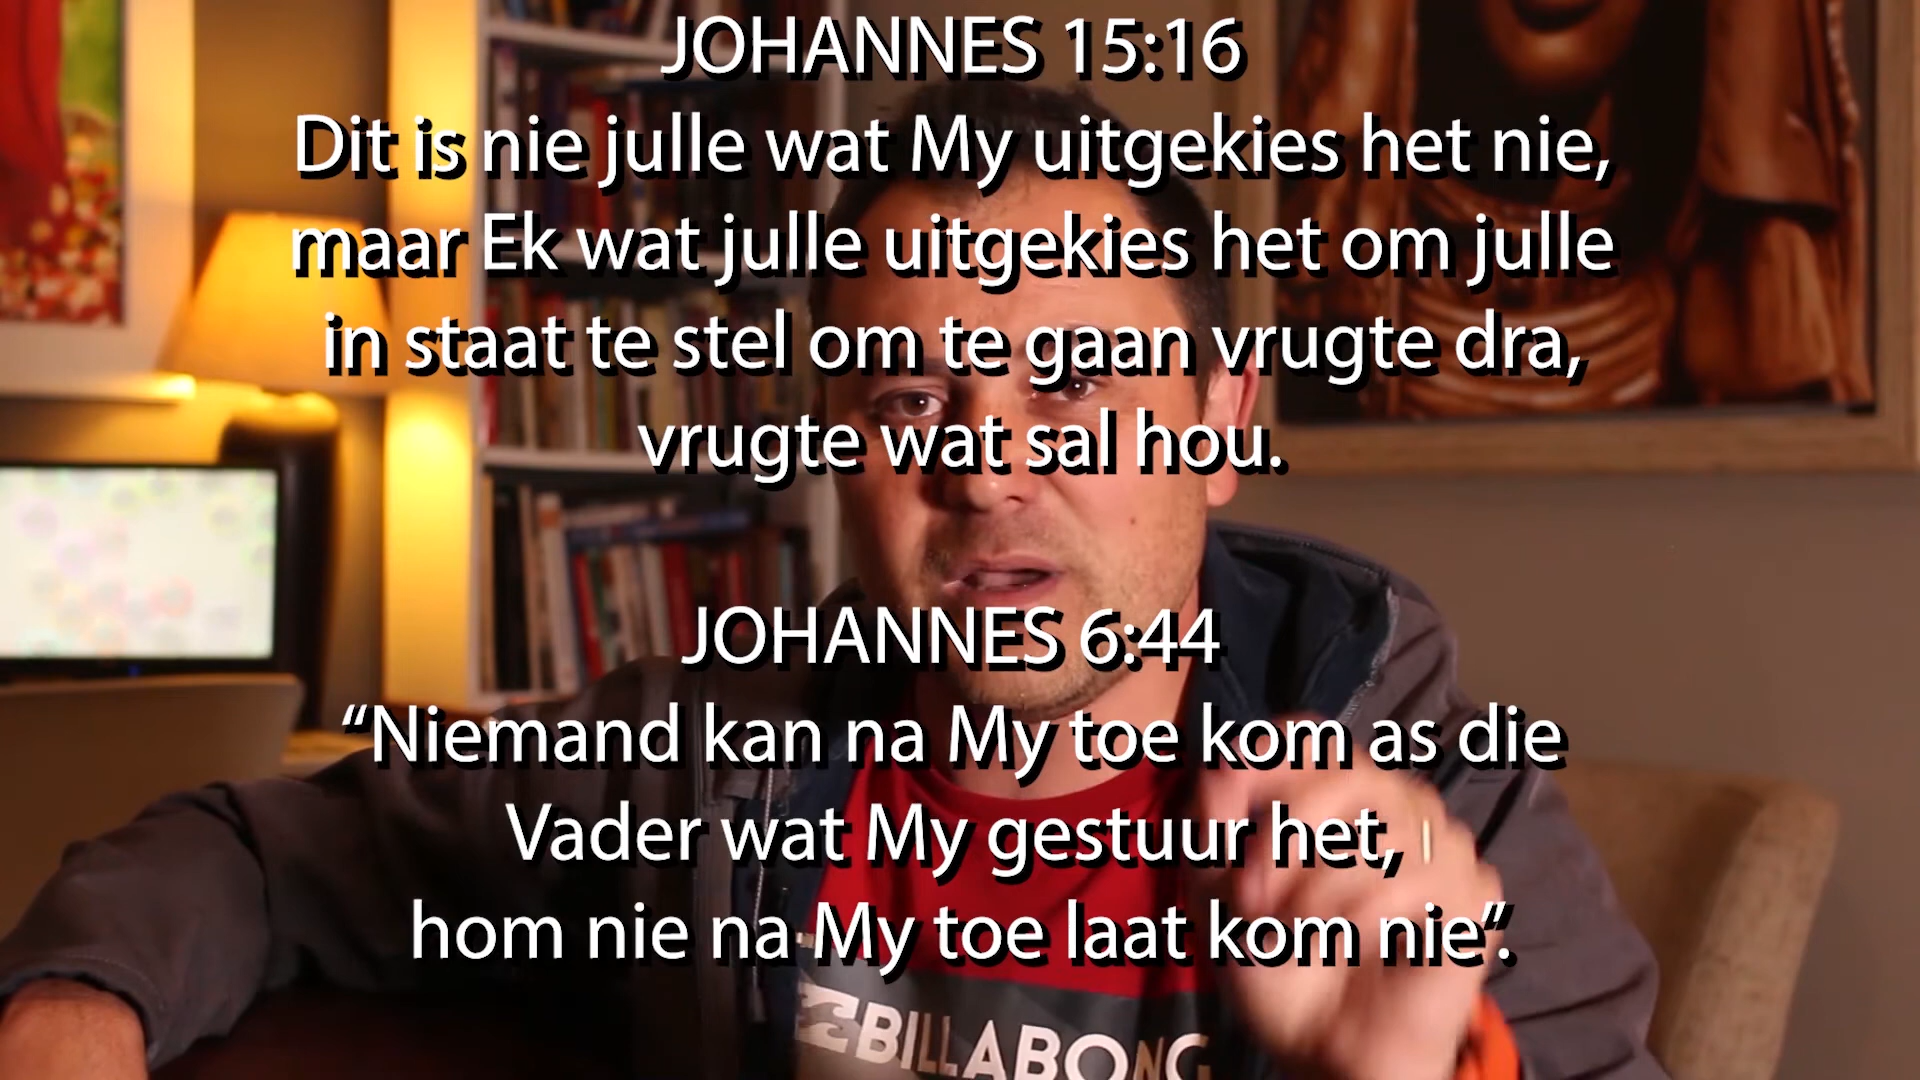 JOHANNES 15:16
Dit is nie julle wat My uitgekies het nie,
maar Ek wat julle uitgekies het om julle
in staat te stel om te gaan vrugte dra,
vrugte wat sal hou.
JOHANNES 6:44
“Niemand kan na My toe kom as die
Vader wat My gestuur het,
hom nie na My toe laat kom nie”.
BILLABONG